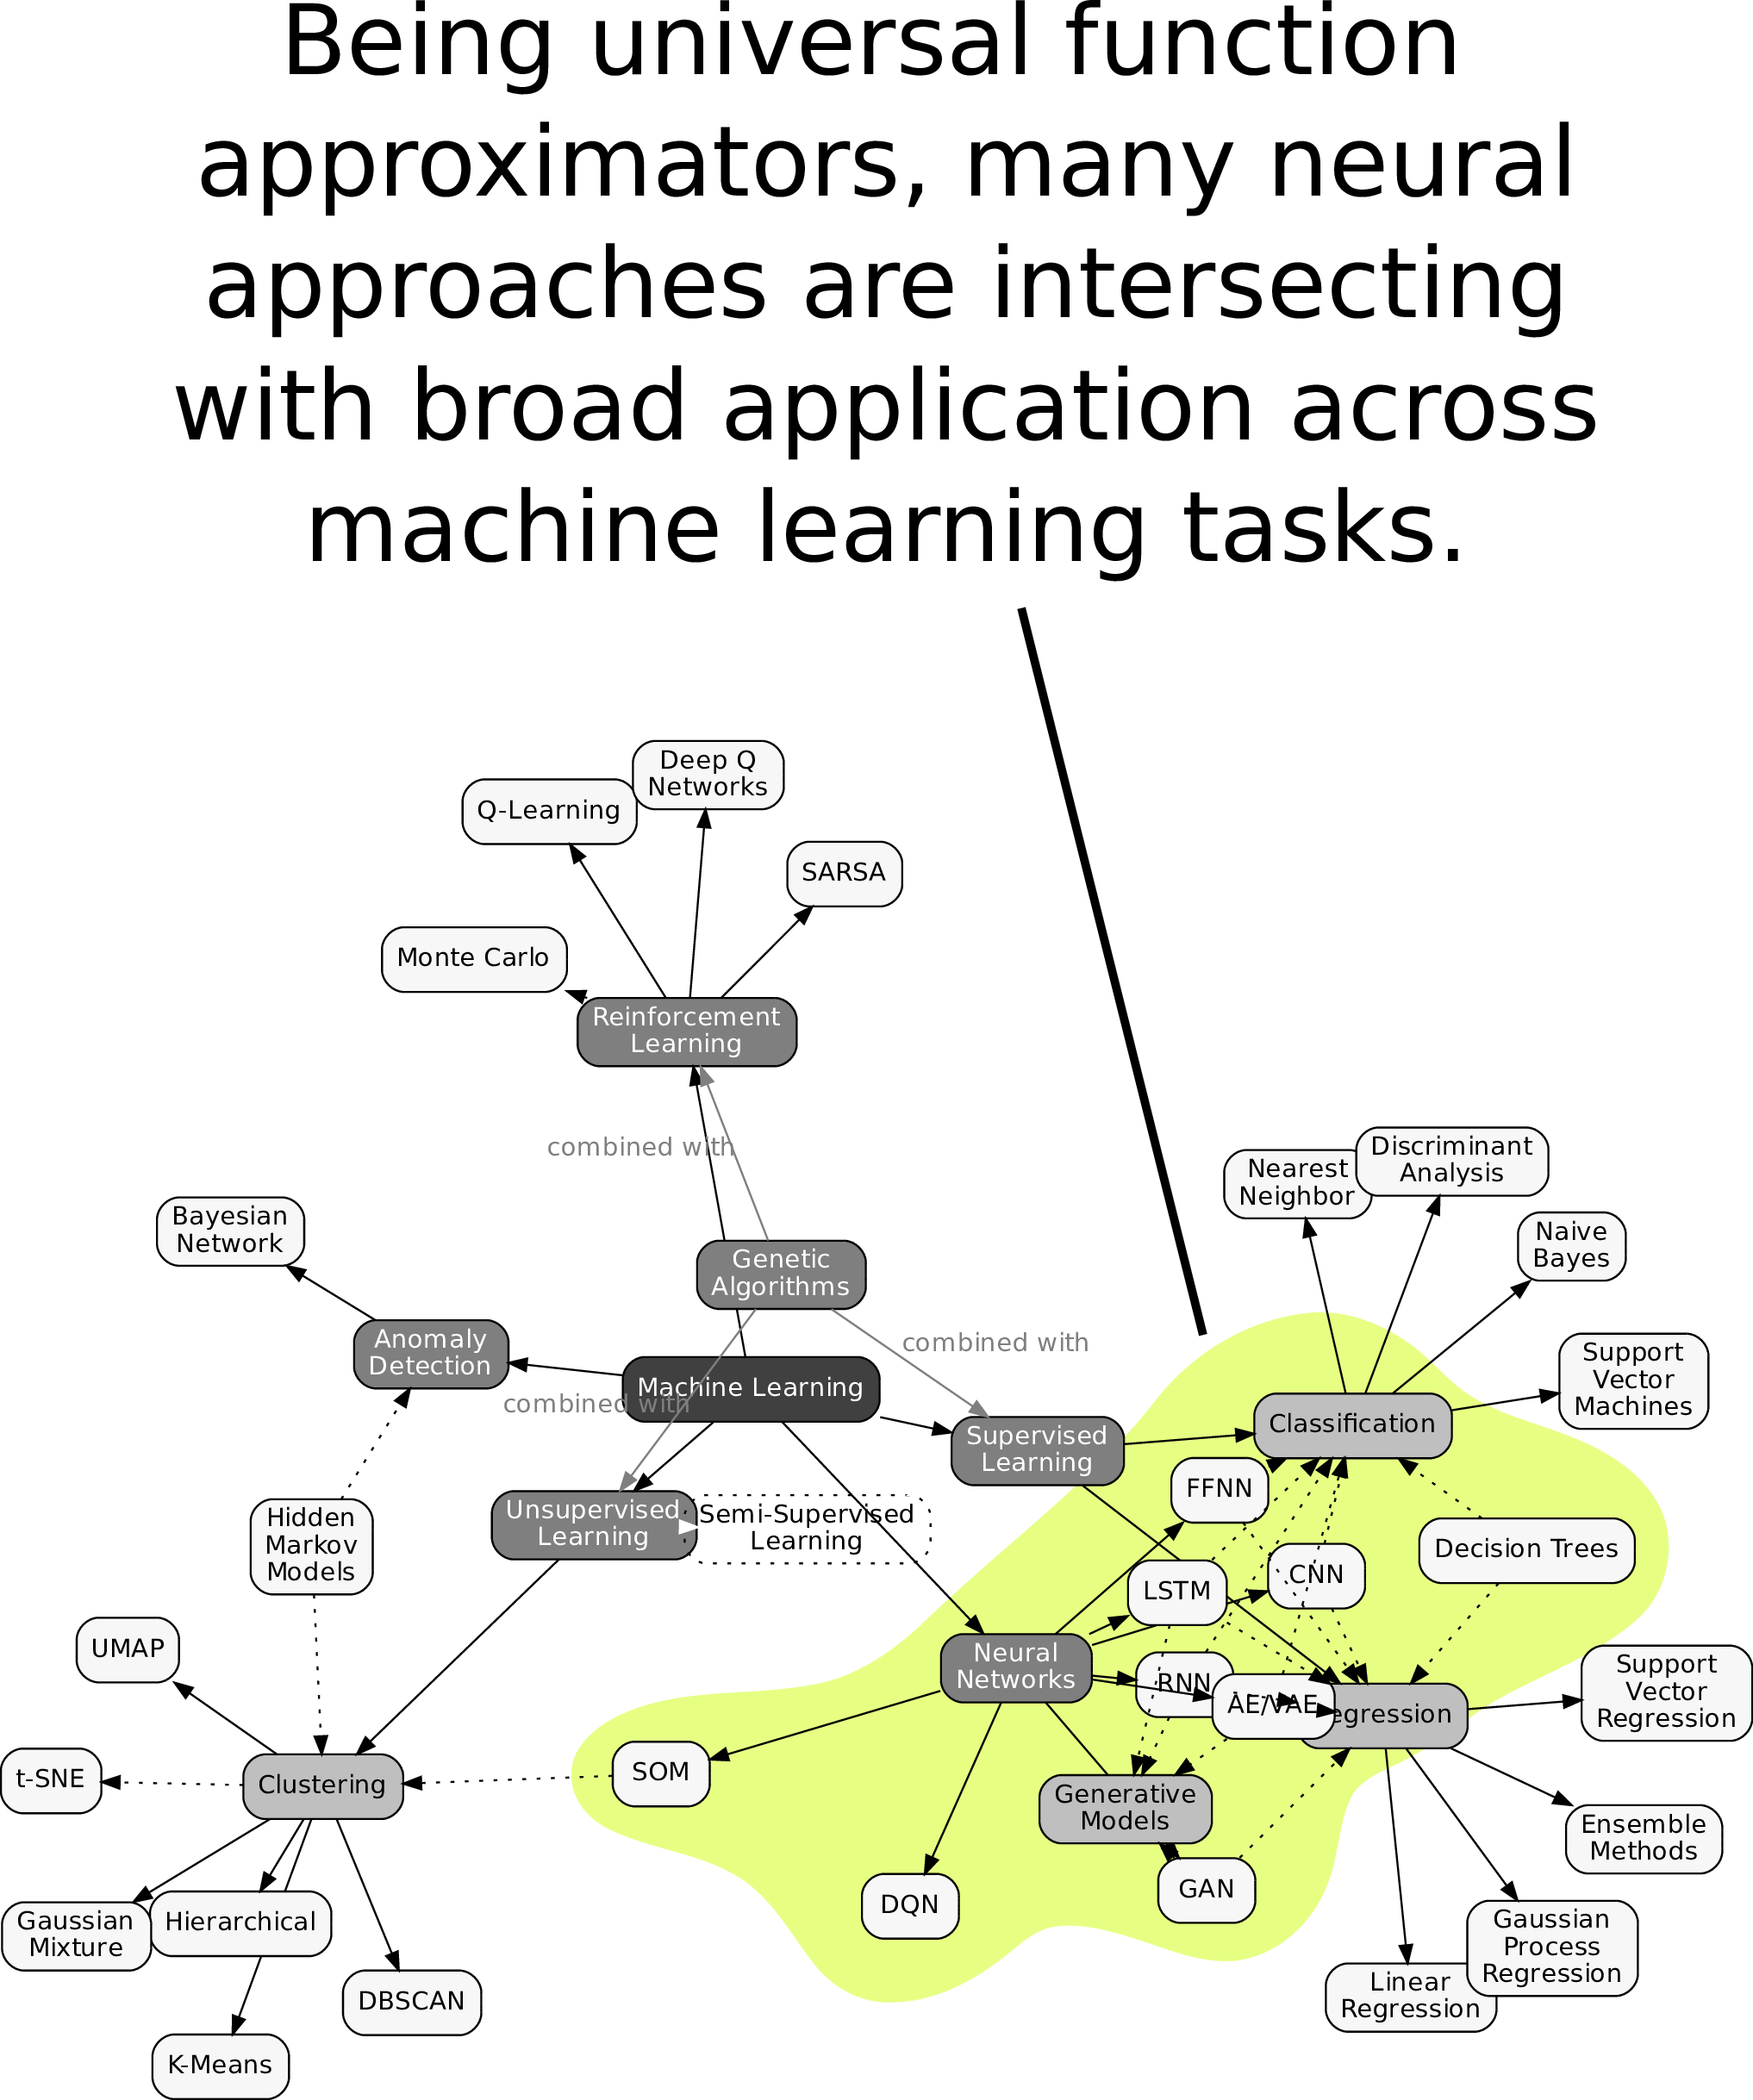 Being universal function
approximators, many neural
approaches are intersecting
with broad application across
machine learning tasks.
Deep Q
Networks
Q-Learning
SARSA
Monte Carlo
Reinforcement
Learning
combined with
Nearest
Neighbor
Discriminant
Analysis
Naive
Bayes
Bayesian
Network
Genetic
Algorithms
Anomaly
Detection
combined with
Machine Learning
combined with
Support
Vector
Machines
Supervised
Learning
Classification
Unsupervised
Learning
Semi-Supervised
Learning
FFNN
Hidden
Markov
Models
LSTM
CNN
Decision Trees
UMAP
Neural
Networks
RNN
AE/VAE
egression
Support
Vector
Regression
t-SNE
Clustering
SOM
Generative
Models
Ensemble
Methods
DQN
GAN
Gaussian
Mixture
Hierarchical
Gaussian
Process
Regression
DBSCAN
Linear
Regression
K-Means